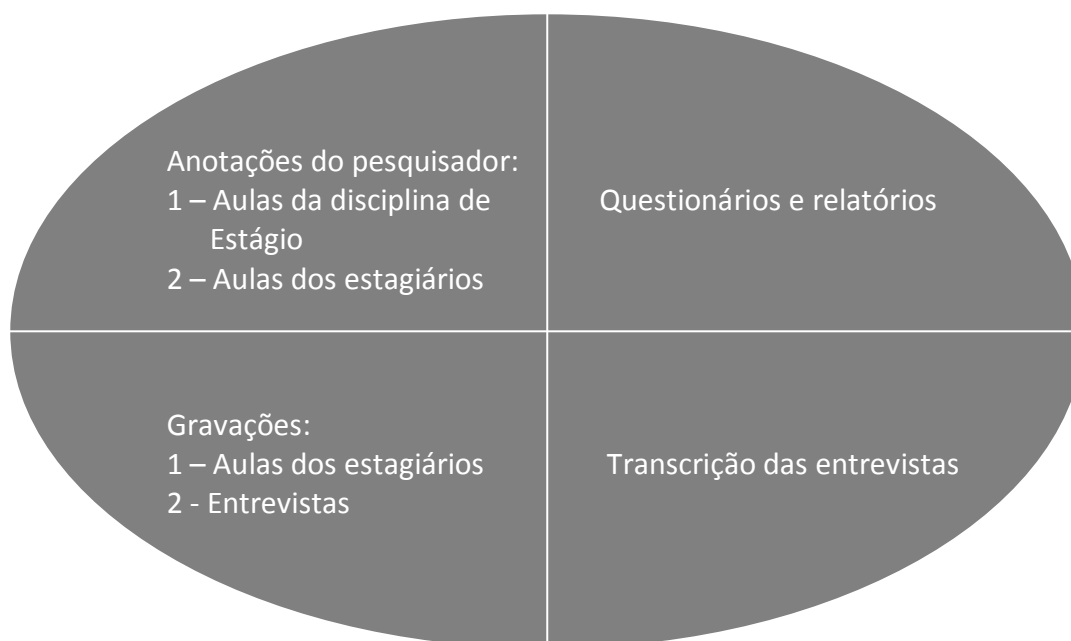 Anotações do pesquisador:
1 – Aulas da disciplina de
Estágio
2 – Aulas dos estagiários
Questionários e relatórios
Gravações:
1 – Aulas dos estagiários
2 - Entrevistas
Transcrição das entrevistas